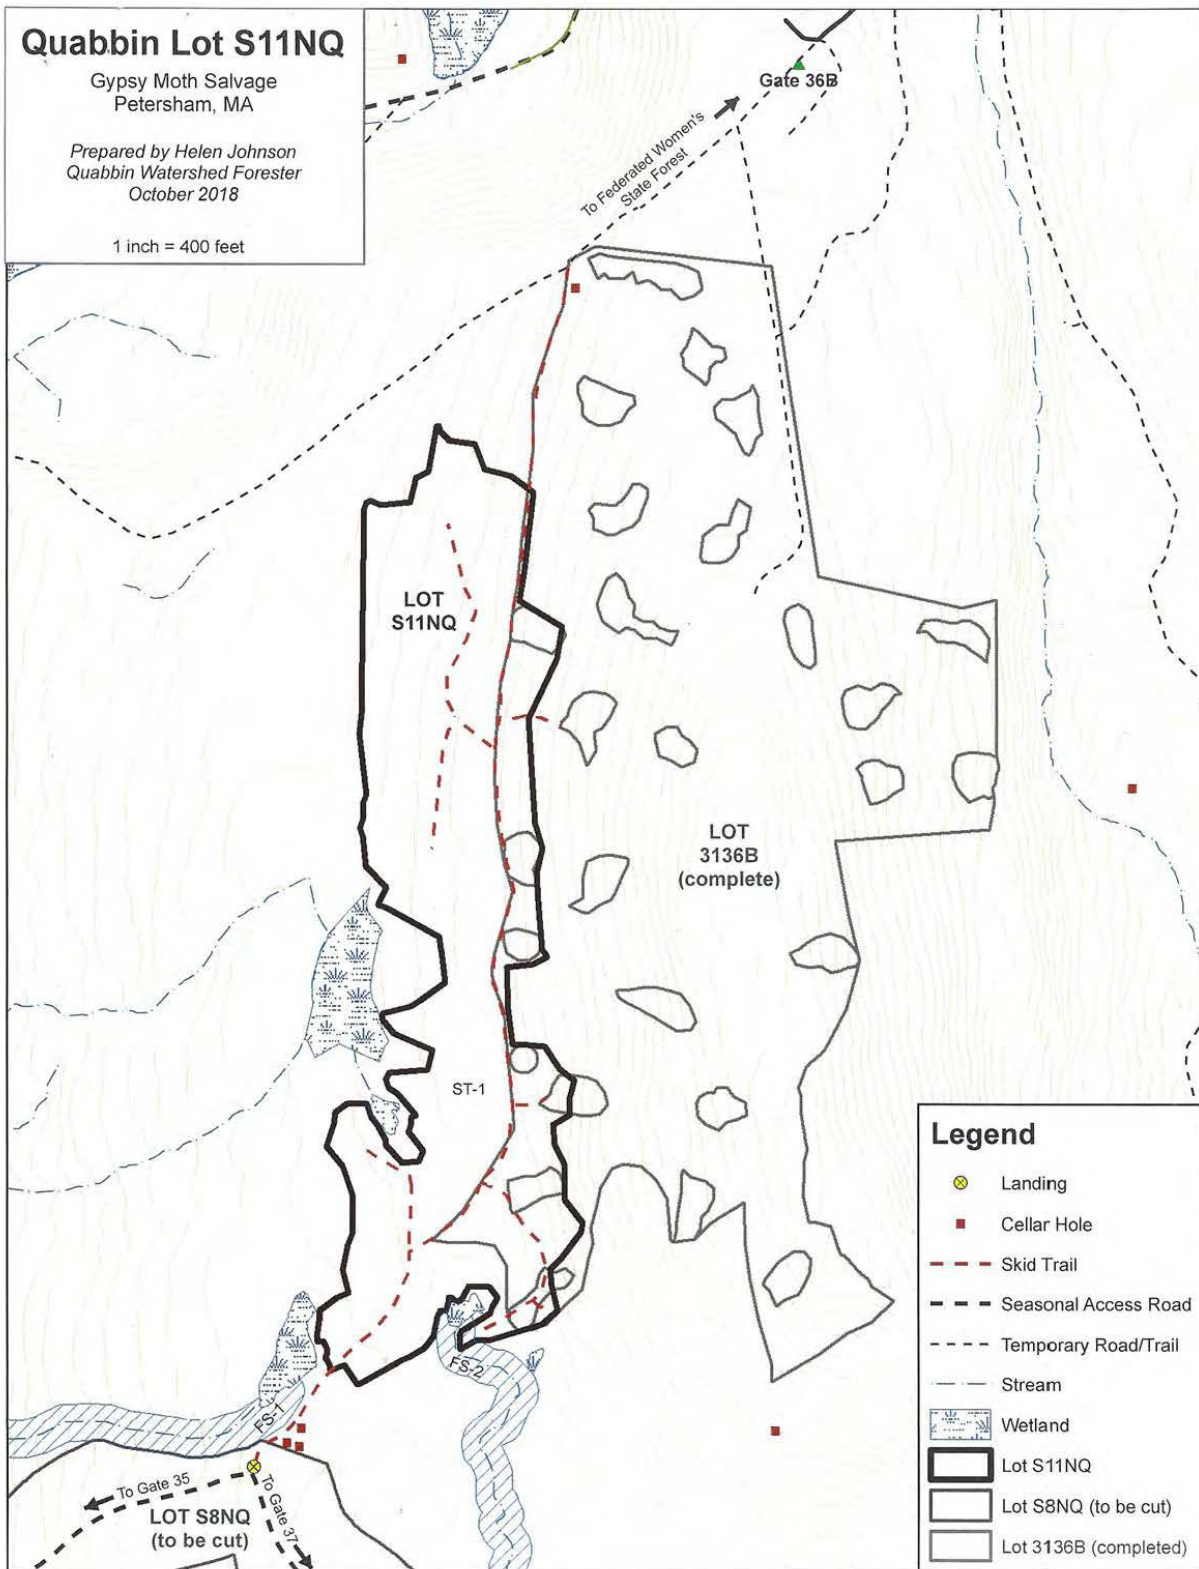 Quabbin Lot S11NQ
Gypsy Moth Salvage
Petersham, MA
Prepared by Helen Johnson
Quabbin Watershed Forester
October 2018
1 inch = 400 feet
Gate 36B
To Federated Women's
State Forest
LOT
S11NQ
LOT
3136B
(complete)
ST-1
FS-2
FS-1
To Gate 35
To Gate 37
LOT S8NQ
(to be cut)
Legend
Landing
Cellar Hole
Skid Trail
Seasonal Access Road
Temporary Road/Trail
Stream
Wetland
Lot S11NQ
Lot S8NQ (to be cut)
Lot 3136B (completed)